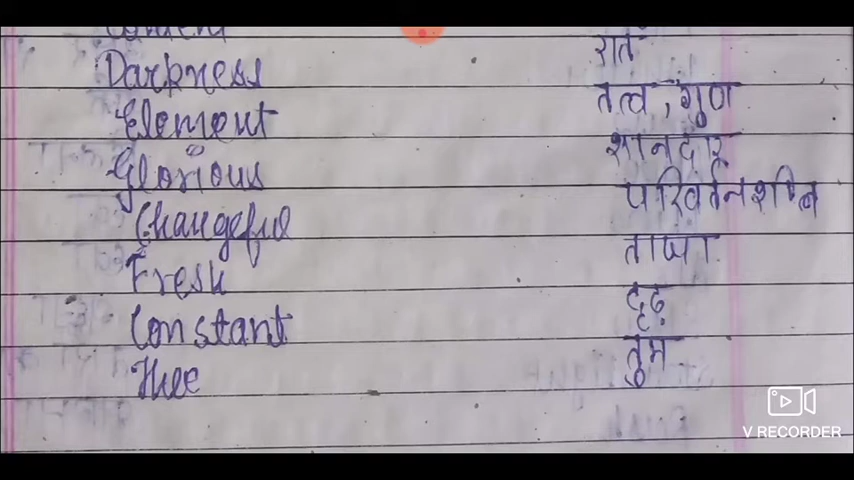 Darkness रात
Element तत्व, गुण
Glorious शानदार
Changeful परिवर्तनशील
Fresh ताजा
Constant दृढ़
Thee तुम
V RECORDER